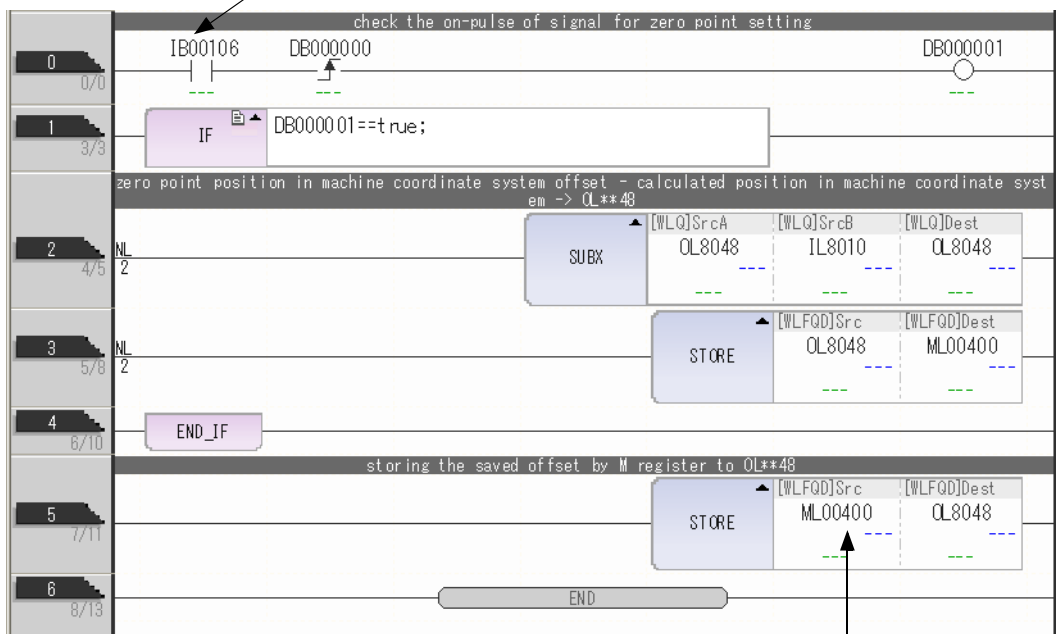 check the on-pulse of signal for zero point setting
IB00106 DB000000 DB000001
0
0/0
--- --- ---
1
3/3
IF DB000001==true;
zero point position in machine coordinate system offset - calculated position in machine coordinate syst
em -> OL**48
2
4/5
NL
2
SUBX
[WLQ]SrcA [WLQ]SrcB [WLQ]Dest
OL8048 IL8010 OL8048
--- --- ---
--- --- ---
3
5/8
NL
2
STORE
[WLFQD]Src [WLFQD]Dest
OL8048 ML00400
--- ---
--- ---
4
6/10
END_IF
storing the saved offset by M register to OL**48
5
7/11
STORE
[WLFQD]Src [WLFQD]Dest
ML00400 OL8048
--- ---
--- ---
6
8/13
END